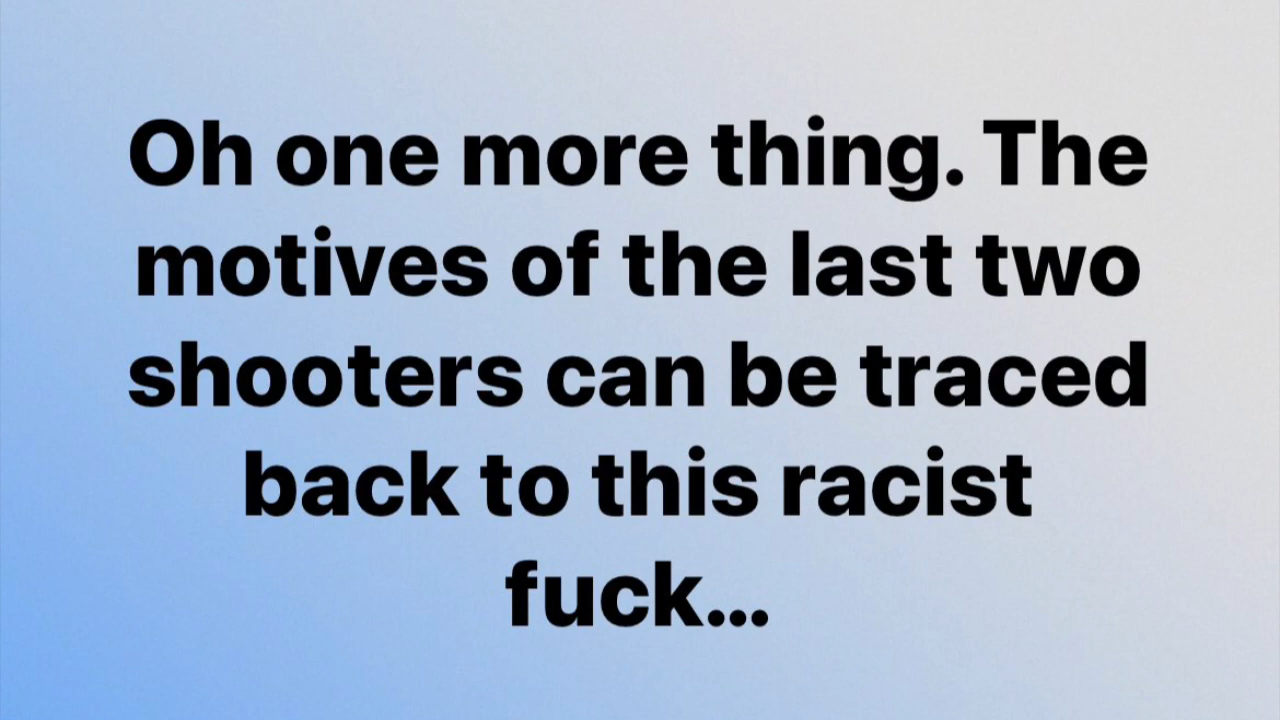 Oh one more thing. The
motives of the last two
shooters can be traced
back to this racist
fuck...